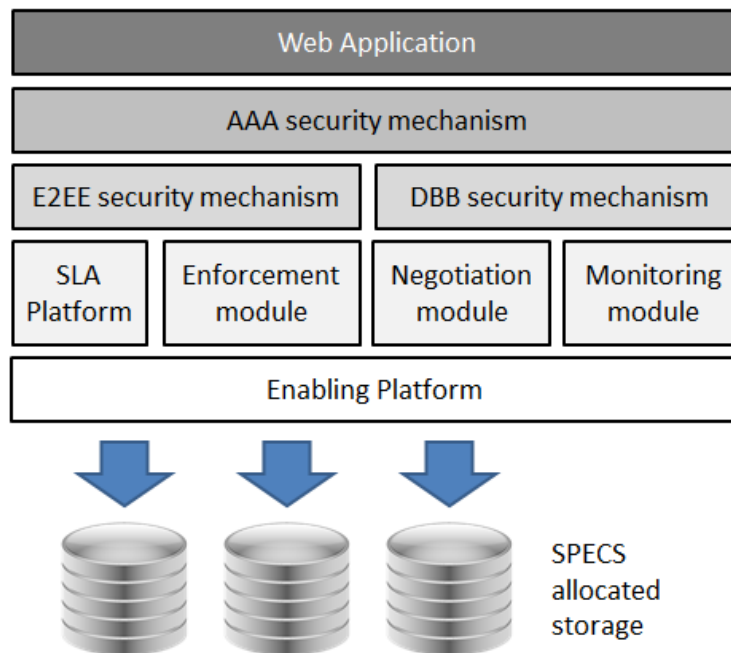 Web Application
AAA security mechanism
E2EE security mechanism
DBB security mechanism
SLA
Platform
Enforcement
module
Negotiation
module
Monitoring
module
Enabling Platform
SPECS
allocated
storage